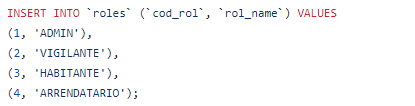 INSERT INTO `roles` (`cod_rol`, `rol_name`) VALUES
(1, 'ADMIN'),
(2, 'VIGILANTE'),
(3, 'HABITANTE'),
(4, 'ARRENDATARIO');